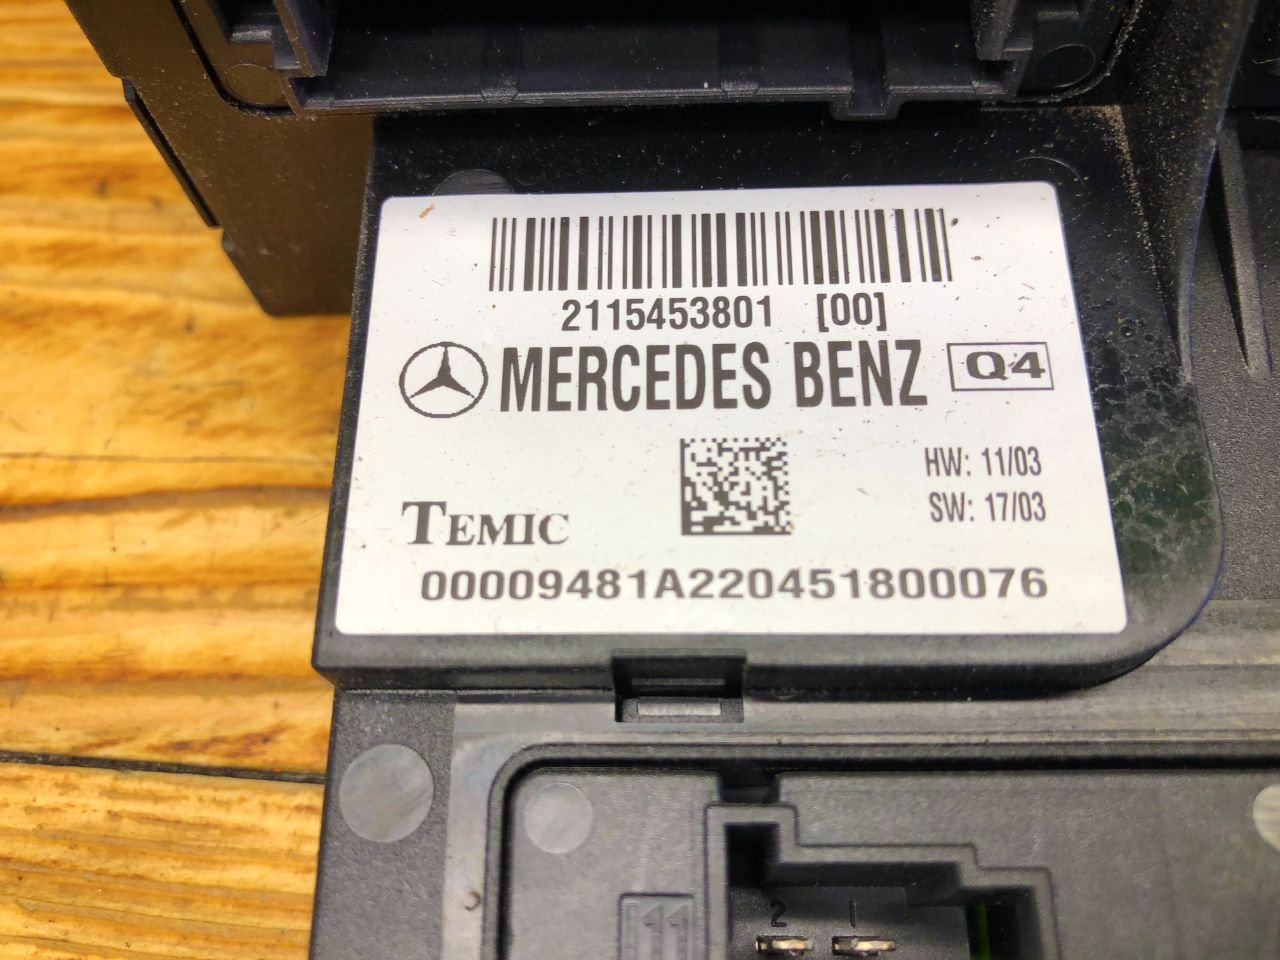 2115453801 [00]
MERCEDES BENZ Q4
HW: 11/03
SW: 17/03
TEMIC
00009481A220451800076
11
2 1